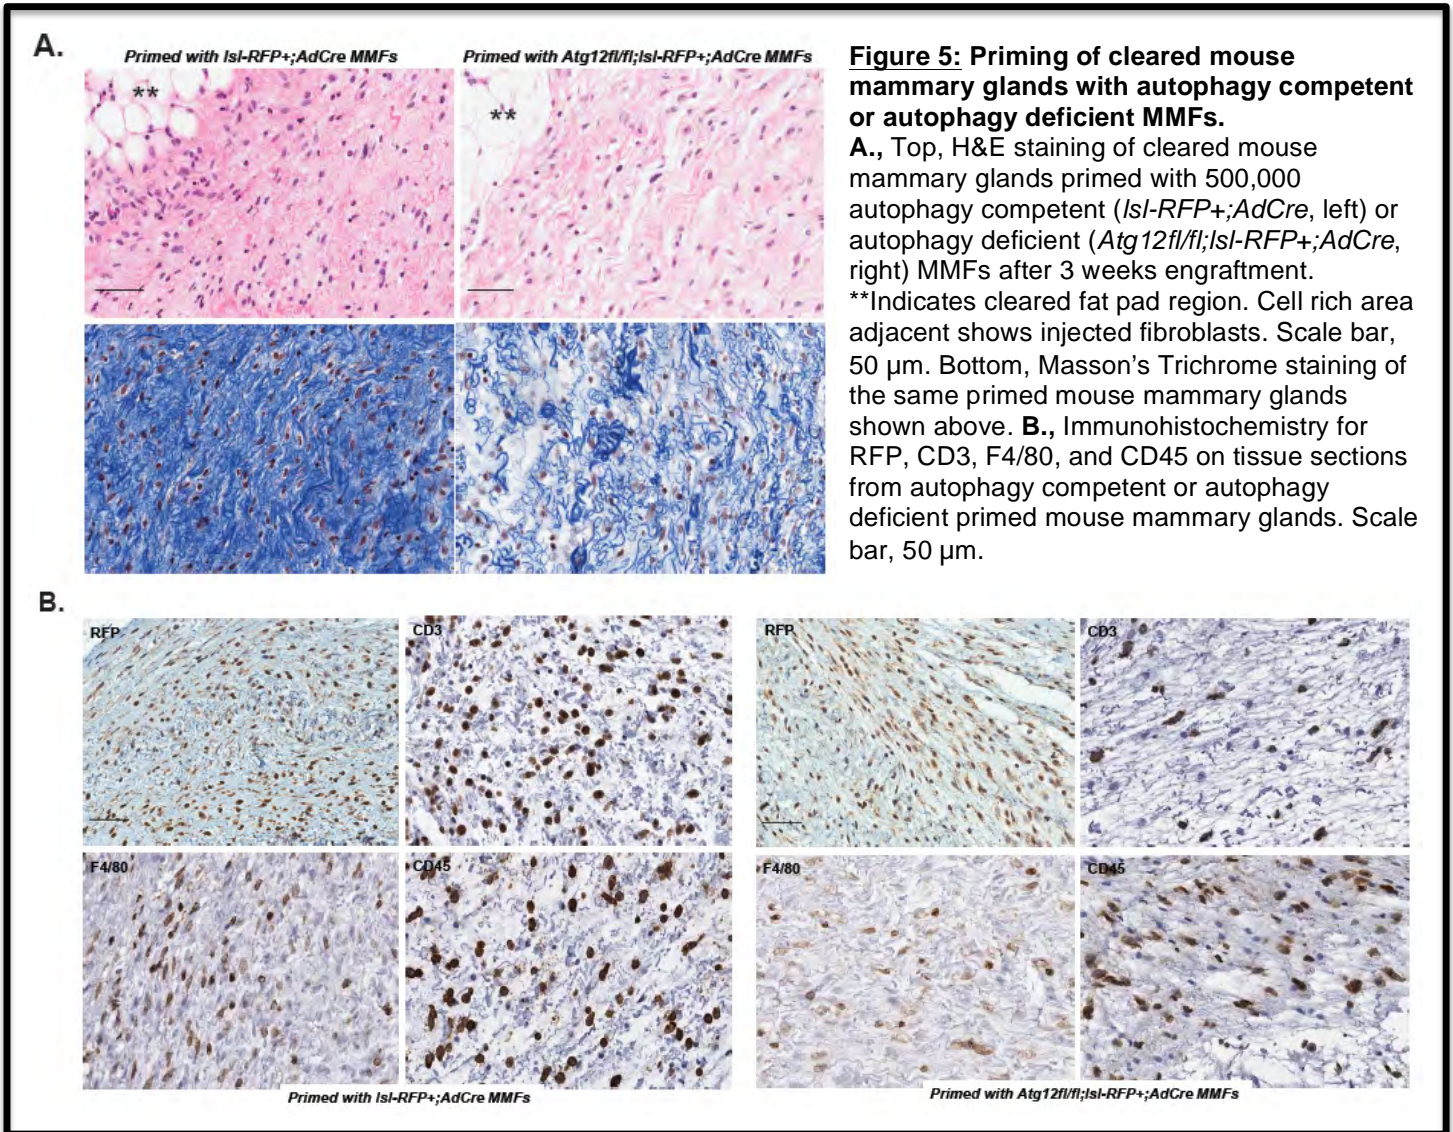 A.
Primed with lsl-RFP+;AdCre MMFs
Primed with Atg12fl/fl;lsl-RFP+;AdCre MMFs
**
**
Figure 5: Priming of cleared mouse
mammary glands with autophagy competent
or autophagy deficient MMFs.
A., Top, H&E staining of cleared mouse
mammary glands primed with 500,000
autophagy competent (lsl-RFP+;AdCre, left) or
autophagy deficient (Atg12fl/fl;lsl-RFP+;AdCre,
right) MMFs after 3 weeks engraftment.
**Indicates cleared fat pad region. Cell rich area
adjacent shows injected fibroblasts. Scale bar,
50 µm. Bottom, Masson’s Trichrome staining of
the same primed mouse mammary glands
shown above. B., Immunohistochemistry for
RFP, CD3, F4/80, and CD45 on tissue sections
from autophagy competent or autophagy
deficient primed mouse mammary glands. Scale
bar, 50 µm.
B.
RFP
CD3
RFP
CD3
F4/80
CD45
F4/80
CD45
Primed with lsl-RFP+;AdCre MMFs
Primed with Atg12fl/fl;lsl-RFP+;AdCre MMFs